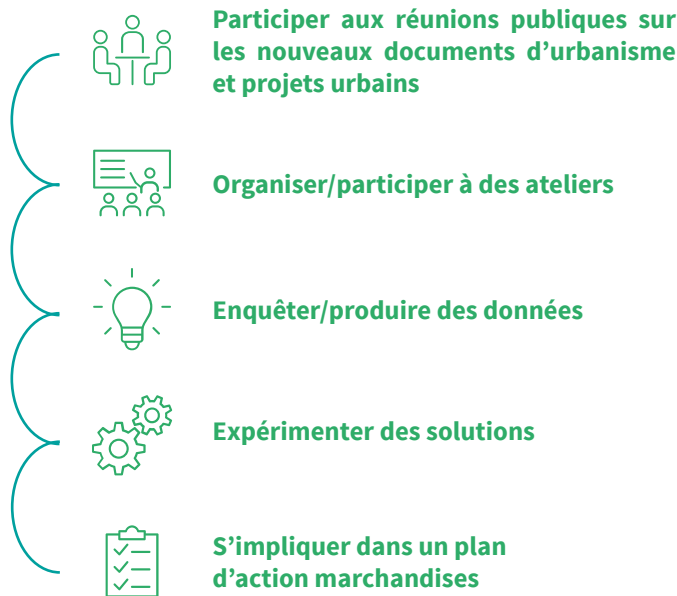 Participer aux réunions publiques sur
les nouveaux documents d’urbanisme
et projets urbains
Organiser/participer à des ateliers
Enquêter/produire des données
Expérimenter des solutions
S’impliquer dans un plan
d’action marchandises